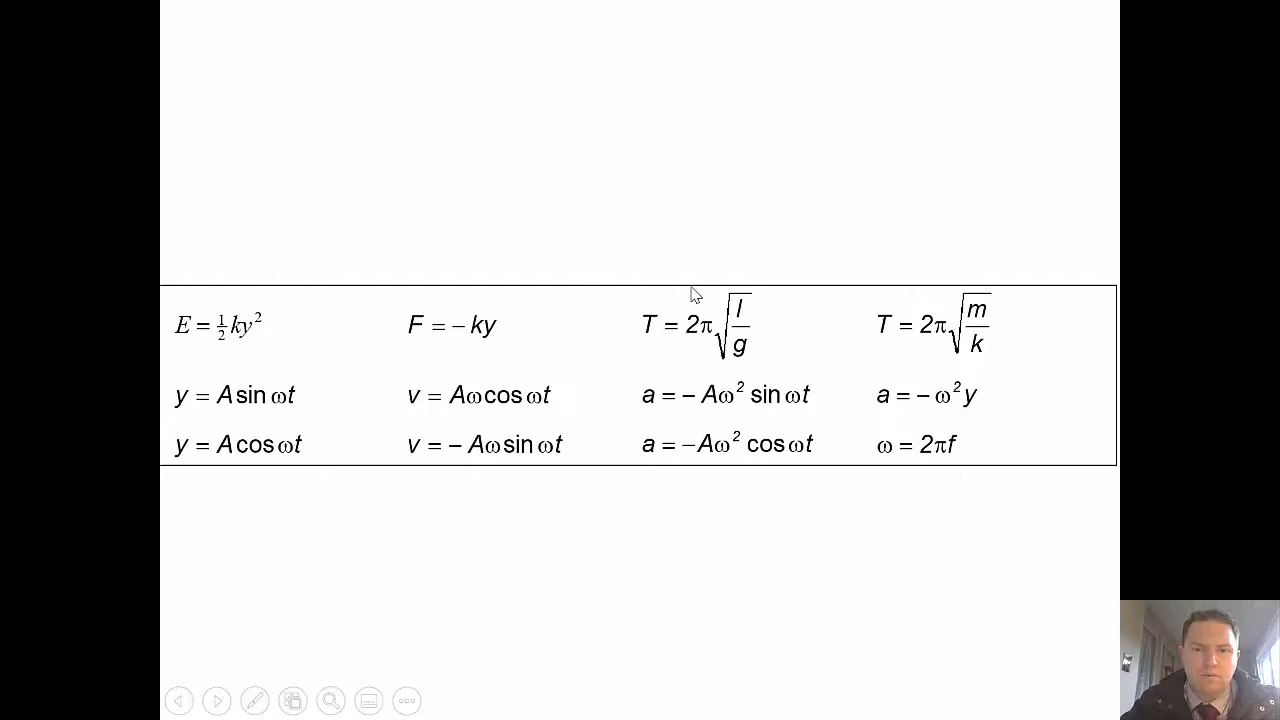 E = ½ky² F = − ky T = 2π√(l/g) T = 2π√(m/k)
y = A sin ωt v = Aω cos ωt a = − Aω² sin ωt a = − ω² y
y = A cos ωt v = − Aω sin ωt a = −Aω² cos ωt ω = 2πf